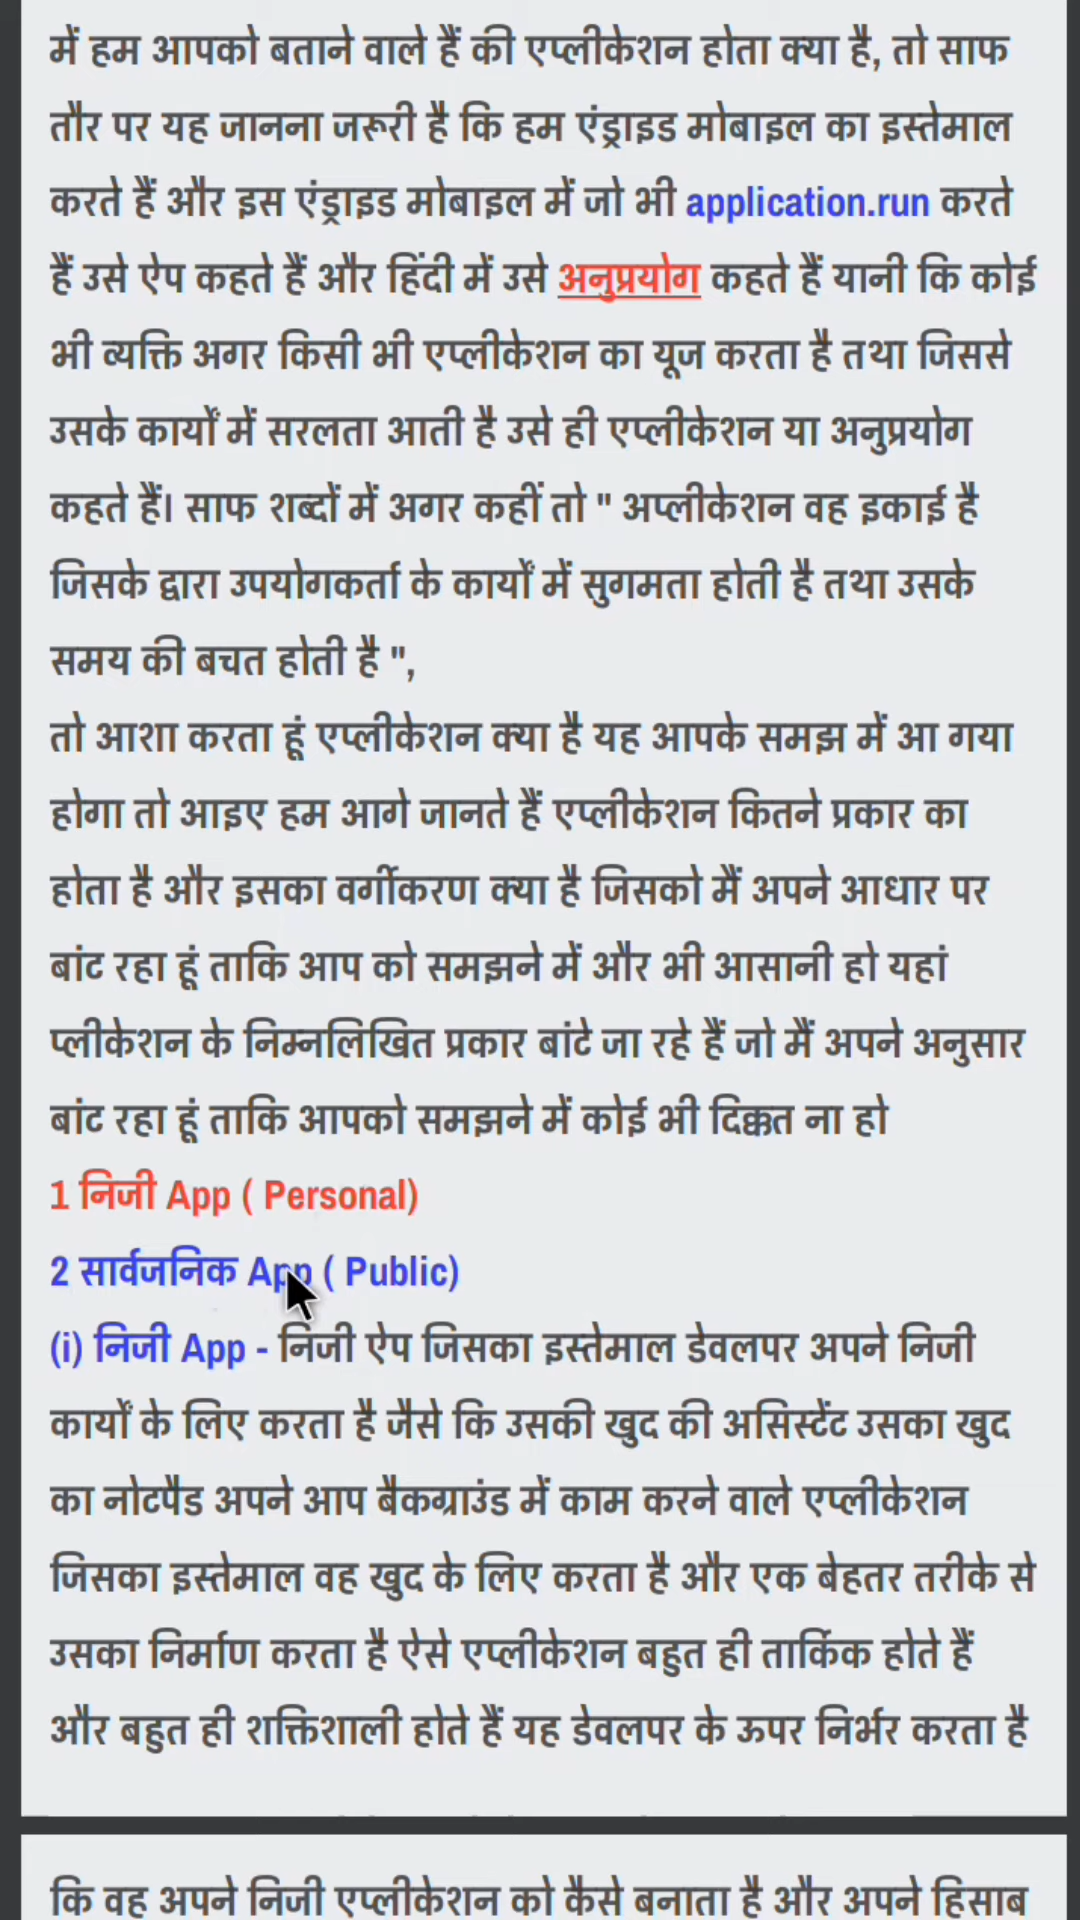 में हम आपको बताने वाले हैं की एप्लीकेशन होता क्या है, तो साफ
तौर पर यह जानना जरूरी है कि हम एंड्राइड मोबाइल का इस्तेमाल
करते हैं और इस एंड्राइड मोबाइल में जो भी application.run करते
हैं उसे ऐप कहते हैं और हिंदी में उसे अनुप्रयोग कहते हैं यानी कि कोई
भी व्यक्ति अगर किसी भी एप्लीकेशन का यूज करता है तथा जिससे
उसके कार्यों में सरलता आती है उसे ही एप्लीकेशन या अनुप्रयोग
कहते हैं। साफ शब्दों में अगर कहीं तो " अप्लीकेशन वह इकाई है
जिसके द्वारा उपयोगकर्ता के कार्यों में सुगमता होती है तथा उसके
समय की बचत होती है ",
तो आशा करता हूं एप्लीकेशन क्या है यह आपके समझ में आ गया
होगा तो आइए हम आगे जानते हैं एप्लीकेशन कितने प्रकार का
होता है और इसका वर्गीकरण क्या है जिसको मैं अपने आधार पर
बांट रहा हूं ताकि आप को समझने में और भी आसानी हो यहां
प्लीकेशन के निम्नलिखित प्रकार बांटे जा रहे हैं जो मैं अपने अनुसार
बांट रहा हूं ताकि आपको समझने में कोई भी दिक्कत ना हो
1 निजी App ( Personal)
2 सार्वजनिक App ( Public)
(i) निजी App - निजी ऐप जिसका इस्तेमाल डेवलपर अपने निजी
कार्यों के लिए करता है जैसे कि उसकी खुद की असिस्टेंट उसका खुद
का नोटपैड अपने आप बैकग्राउंड में काम करने वाले एप्लीकेशन
जिसका इस्तेमाल वह खुद के लिए करता है और एक बेहतर तरीके से
उसका निर्माण करता है ऐसे एप्लीकेशन बहुत ही तार्किक होते हैं
और बहुत ही शक्तिशाली होते हैं यह डेवलपर के ऊपर निर्भर करता है
कि वह अपने निजी एप्लीकेशन को कैसे बनाता है और अपने हिसाब